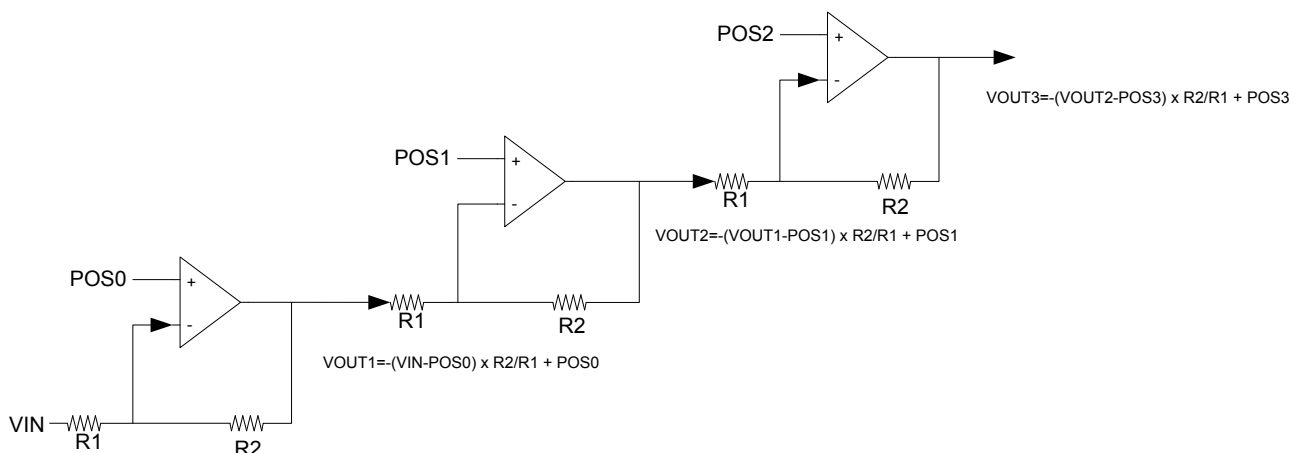 POS2
+
-
VOUT3=-(VOUT2-POS3) x R2/R1 + POS3
POS1
+
-
R1
R2
VOUT2=-(VOUT1-POS1) x R2/R1 + POS1
POS0
+
-
R1
R2
VOUT1=-(VIN-POS0) x R2/R1 + POS0
VIN
R1
R2